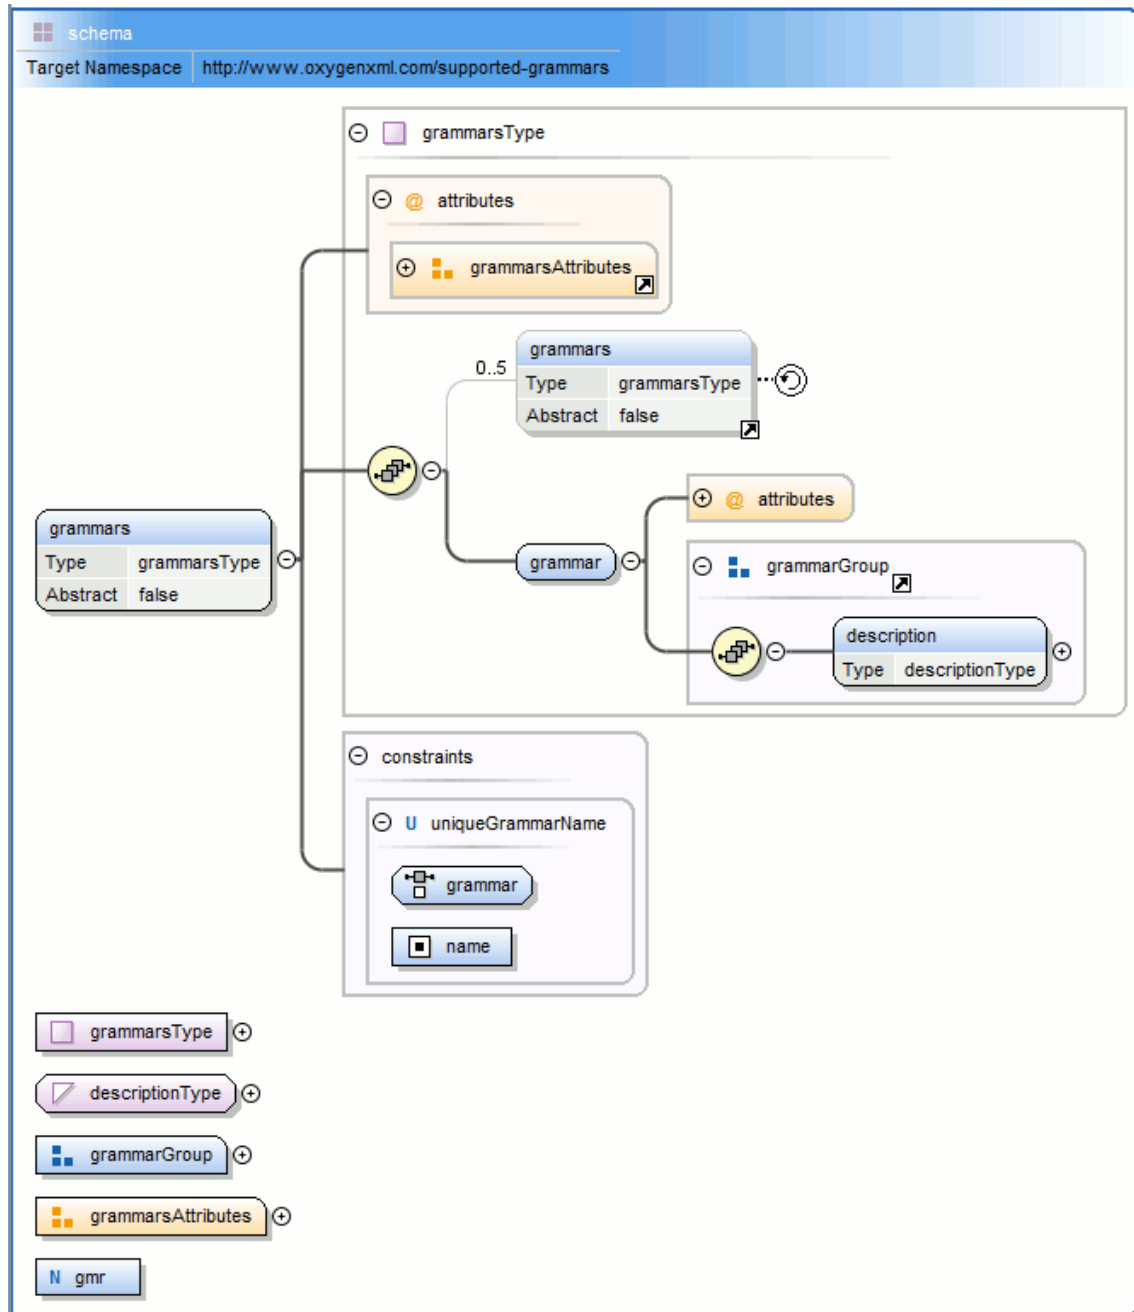 schema
Target Namespace http://www.oxygenxml.com/supported-grammars
grammarsType
@ attributes
grammarsAttributes
0..5
grammars
Type grammarsType
Abstract false
grammars
Type grammarsType
Abstract false
@ attributes
grammar
grammarGroup
description
Type descriptionType
constraints
U uniqueGrammarName
grammar
name
grammarsType
descriptionType
grammarGroup
grammarsAttributes
N gmr